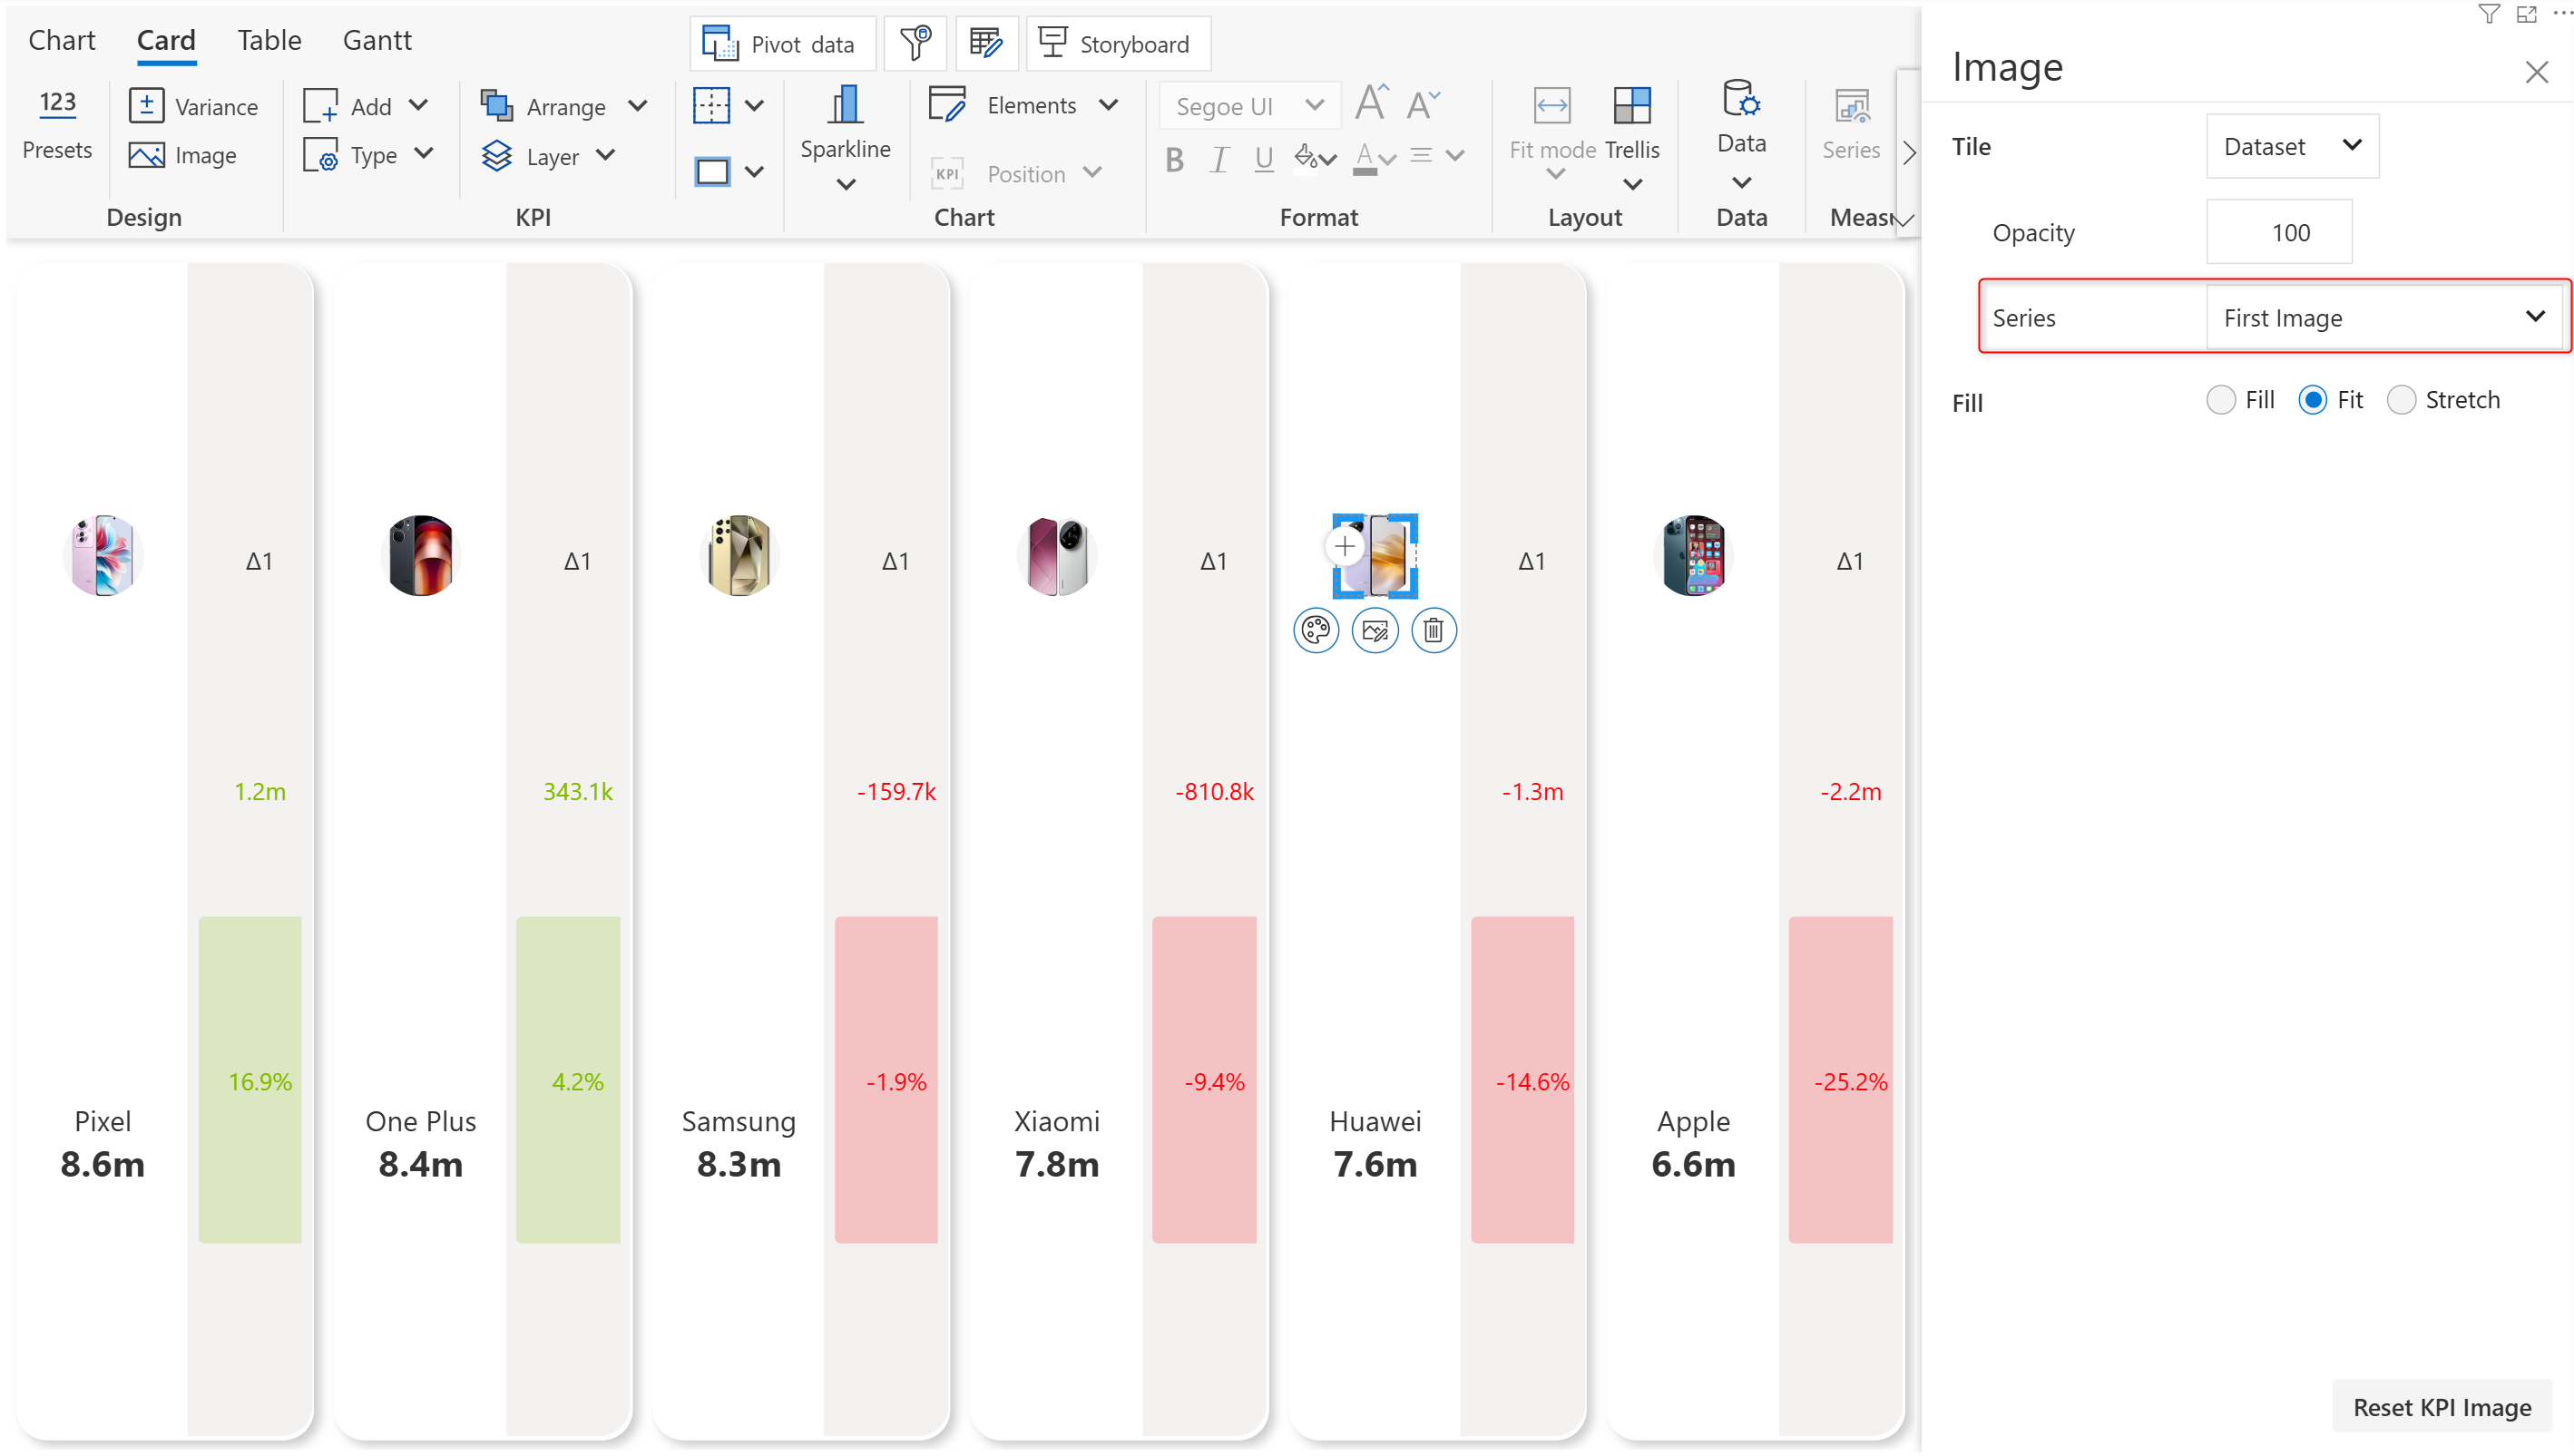 Chart Card Table Gantt
Pivot data
Storyboard
123
Presets
Variance
Image
Design
Add
Type
Arrange
Layer
KPI
Sparkline
Elements
KPI Position
Chart
Segoe UI A A
B I U A
Format
Fit mode
Trellis
Layout
Data
Data
Series
Image
Tile Dataset
Opacity 100
Series First Image
Fill Fill Fit Stretch
Δ1 Δ1 Δ1 Δ1 Δ1 Δ1
1.2m 343.1k -159.7k -810.8k -1.3m -2.2m
16.9% 4.2% -1.9% -9.4% -14.6% -25.2%
Pixel One Plus Samsung Xiaomi Huawei Apple
8.6m 8.4m 8.3m 7.8m 7.6m 6.6m
Reset KPI Image